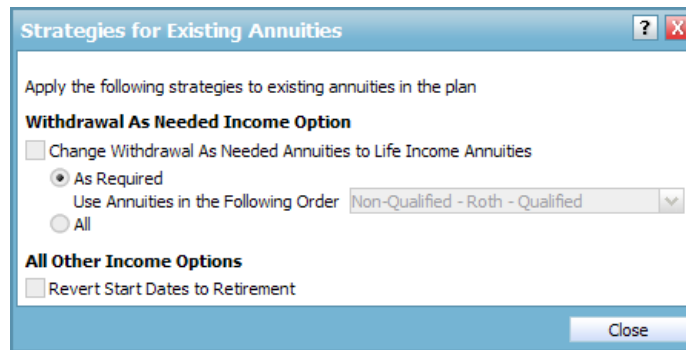 Strategies for Existing Annuities ? X
Apply the following strategies to existing annuities in the plan
Withdrawal As Needed Income Option
Change Withdrawal As Needed Annuities to Life Income Annuities
As Required
Use Annuities in the Following Order Non-Qualified - Roth - Qualified
All
All Other Income Options
Revert Start Dates to Retirement
Close